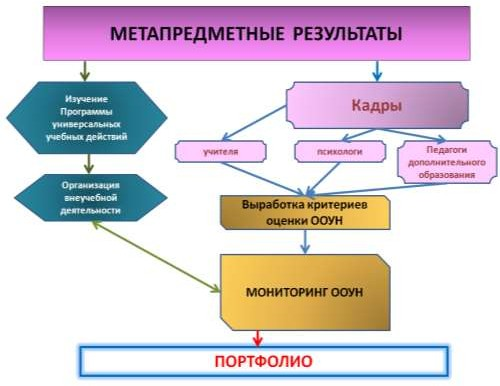 МЕТАПРЕДМЕТНЫЕ РЕЗУЛЬТАТЫ
Изучение
Программы
универсальных
учебных действий
Кадры
учителя
психологи
Педагоги
дополнительного
образования
Организация
внеучебной
деятельности
Выработка критериев
оценки ООУН
МОНИТОРИНГ ООУН
ПОРТФОЛИО